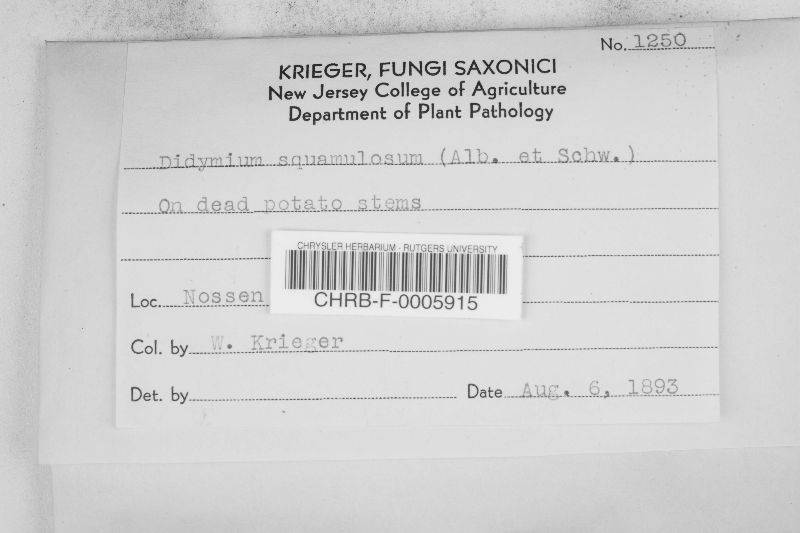 No. 1250
KRIEGER, FUNGI SAXONICI
New Jersey College of Agriculture
Department of Plant Pathology
Didymium squamulosum (Alb. et Schw.)
On dead potato stems
CHRYSLER HERBARIUM - RUTGERS UNIVERSITY
CHRB-F-0005915
Loc. Nossen
Col. by W. Krieger
Det. by Date Aug. 6, 1893